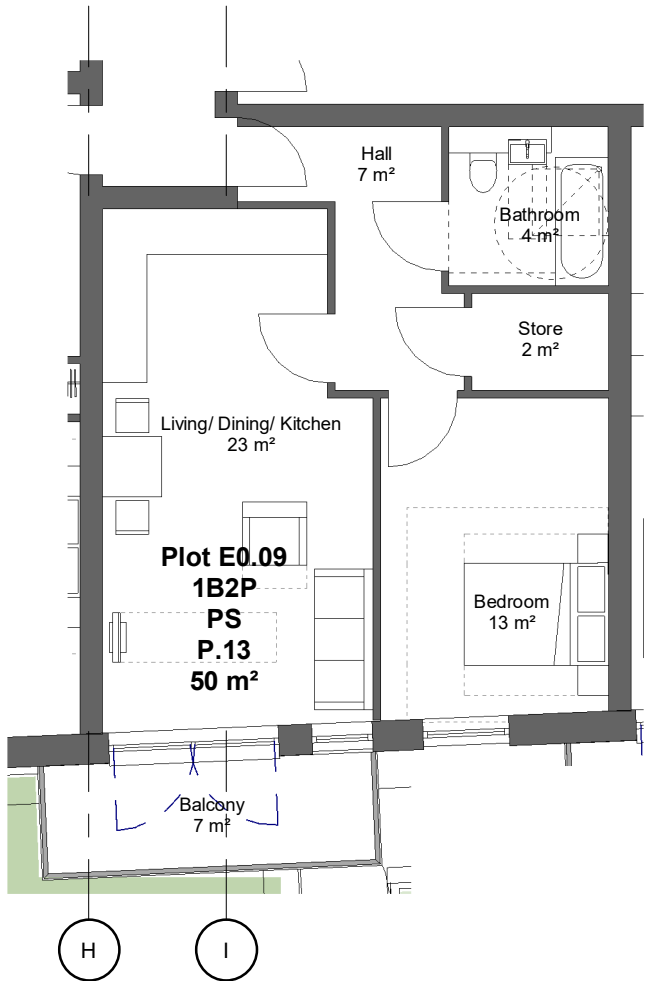 Hall
7 m²
Bathroom
4 m²
Store
2 m²
Living/ Dining/ Kitchen
23 m²
Plot E0.09
1B2P
PS
P.13
50 m²
Bedroom
13 m²
Balcony
7 m²
H
I